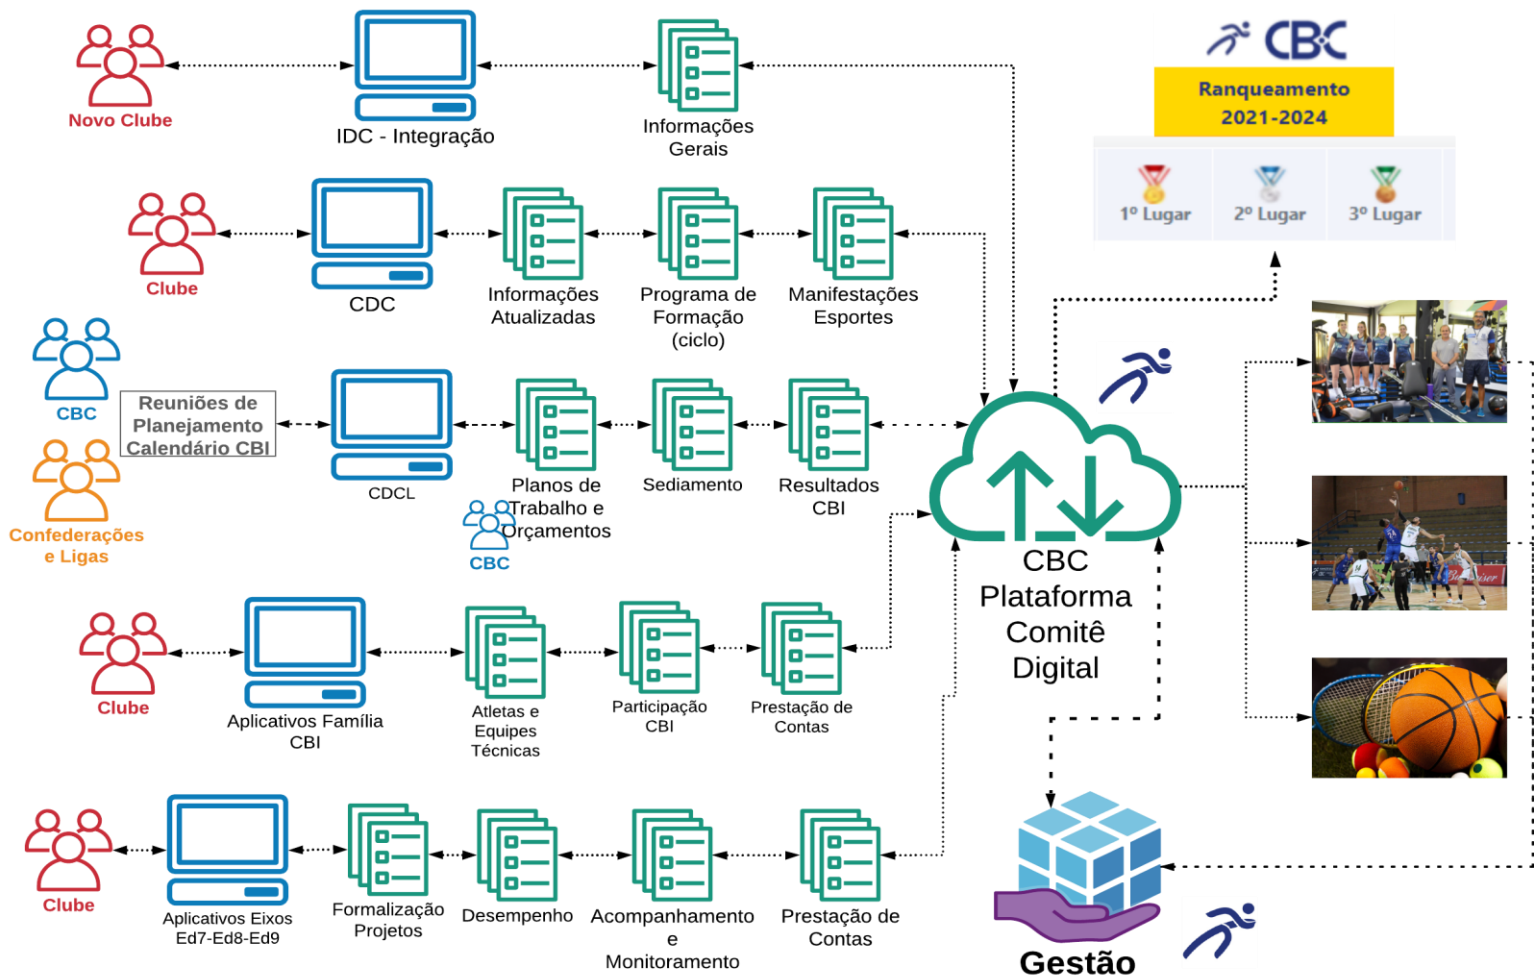 CBC
Ranqueamento
2021-2024
1º Lugar
2º Lugar
3º Lugar
Novo Clube
IDC - Integração
Informações
Gerais
Clube
CDC
Informações
Atualizadas
Programa de
Formação
(ciclo)
Manifestações
Esportes
CBC
Reuniões de
Planejamento
Calendário CBI
Confederações
e Ligas
CDCL
Planos de
Trabalho e
Orçamentos
CBC
Sediamento
Resultados
CBI
CBC
Plataforma
Comitê
Digital
Clube
Aplicativos Família
CBI
Atletas e
Equipes
Técnicas
Participação
CBI
Prestação de
Contas
Clube
Aplicativos Eixos
Ed7-Ed8-Ed9
Formalização
Projetos
Desempenho
Acompanhamento
e
Monitoramento
Prestação de
Contas
Gestão